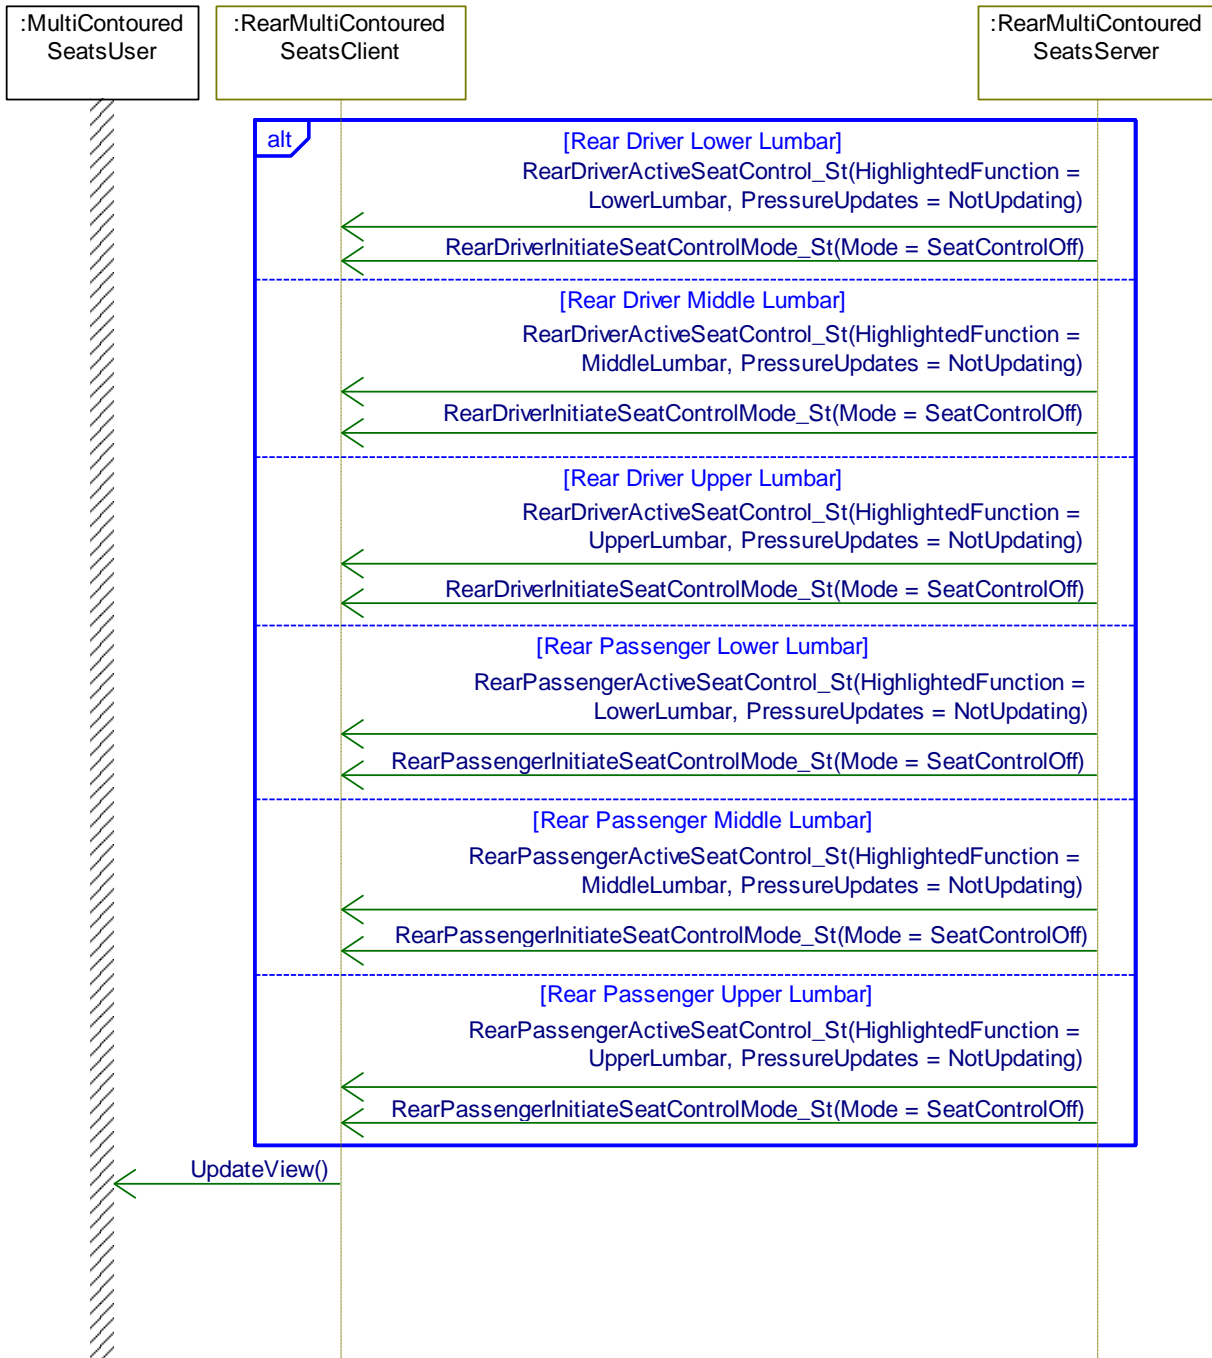 :MultiContoured
SeatsUser
:RearMultiContoured
SeatsClient
:RearMultiContoured
SeatsServer
alt
[Rear Driver Lower Lumbar]
RearDriverActiveSeatControl_St(HighlightedFunction =
LowerLumbar, PressureUpdates = NotUpdating)
RearDriverInitiateSeatControlMode_St(Mode = SeatControlOff)
[Rear Driver Middle Lumbar]
RearDriverActiveSeatControl_St(HighlightedFunction =
MiddleLumbar, PressureUpdates = NotUpdating)
RearDriverInitiateSeatControlMode_St(Mode = SeatControlOff)
[Rear Driver Upper Lumbar]
RearDriverActiveSeatControl_St(HighlightedFunction =
UpperLumbar, PressureUpdates = NotUpdating)
RearDriverInitiateSeatControlMode_St(Mode = SeatControlOff)
[Rear Passenger Lower Lumbar]
RearPassengerActiveSeatControl_St(HighlightedFunction =
LowerLumbar, PressureUpdates = NotUpdating)
RearPassengerInitiateSeatControlMode_St(Mode = SeatControlOff)
[Rear Passenger Middle Lumbar]
RearPassengerActiveSeatControl_St(HighlightedFunction =
MiddleLumbar, PressureUpdates = NotUpdating)
RearPassengerInitiateSeatControlMode_St(Mode = SeatControlOff)
[Rear Passenger Upper Lumbar]
RearPassengerActiveSeatControl_St(HighlightedFunction =
UpperLumbar, PressureUpdates = NotUpdating)
RearPassengerInitiateSeatControlMode_St(Mode = SeatControlOff)
UpdateView()